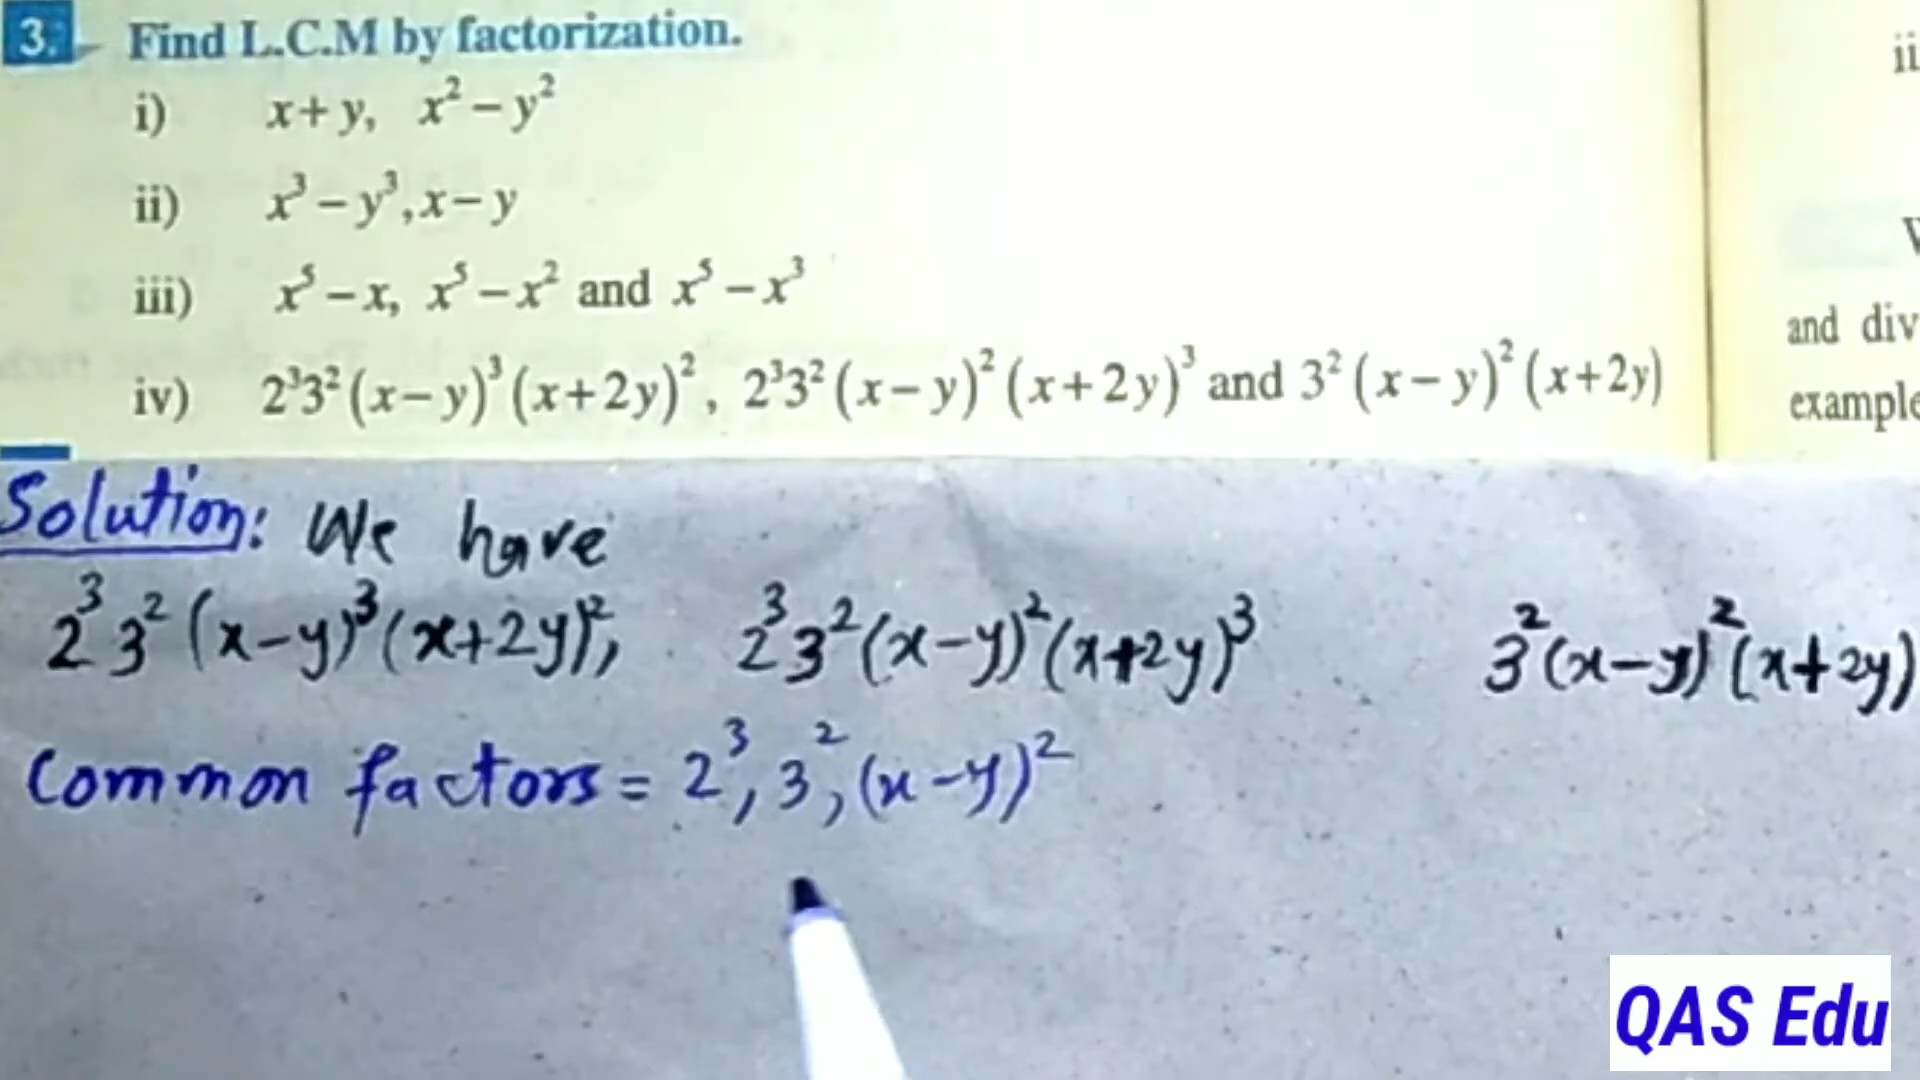 3. Find L.C.M by factorization.
i) x+y, x²−y²
ii) x³−y³, x−y
iii) x⁵−x, x⁵−x² and x⁵−x³
iv) 2³3²(x−y)³(x+2y)², 2³3²(x−y)²(x+2y)³ and 3²(x−y)²(x+2y)
ii
and div
example
Solution: We have
2³3²(x−y)³(x+2y)², 2³3²(x−y)²(x+2y)³ 3²(x−y)²(x+2y)
Common factors = 2³, 3², (x−y)²
QAS Edu